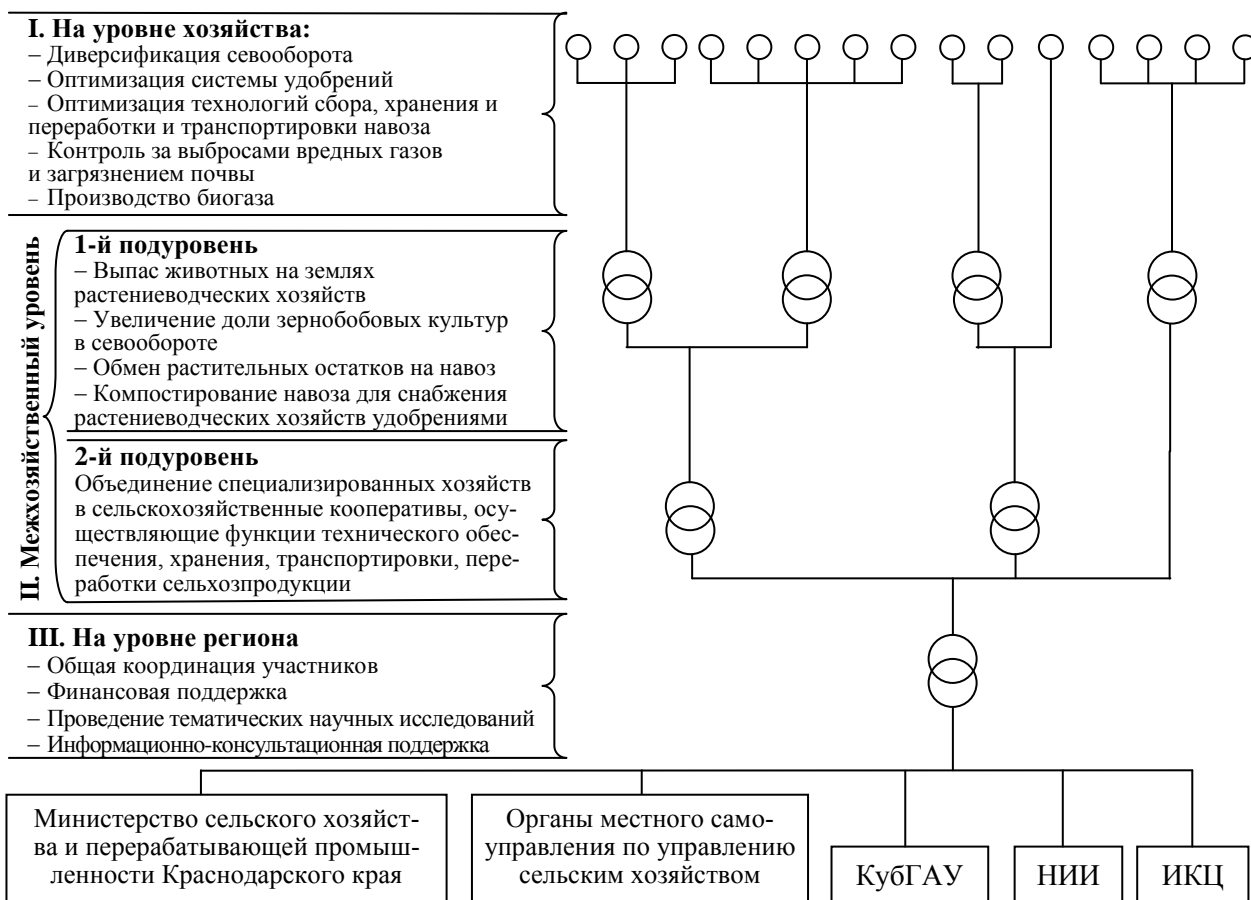 I. На уровне хозяйства:
– Диверсификация севооборота
– Оптимизация системы удобрений
– Оптимизация технологий сбора, хранения и
переработки и транспортировки навоза
– Контроль за выбросами вредных газов
и загрязнением почвы
– Производство биогаза
II. Межхозяйственный уровень
1-й подуровень
– Выпас животных на землях
растениеводческих хозяйств
– Увеличение доли зернобобовых культур
в севообороте
– Обмен растительных остатков на навоз
– Компостирование навоза для снабжения
растениеводческих хозяйств удобрениями
2-й подуровень
Объединение специализированных хозяйств
в сельскохозяйственные кооперативы, осу-
ществляющие функции технического обес-
печения, хранения, транспортировки, пере-
работки сельхозпродукции
III. На уровне региона
– Общая координация участников
– Финансовая поддержка
– Проведение тематических научных исследований
– Информационно-консультационная поддержка
Министерство сельского хозяйст-
ва и перерабатывающей промыш-
ленности Краснодарского края
Органы местного само-
управления по управлению
сельским хозяйством
КубГАУ
НИИ
ИКЦ